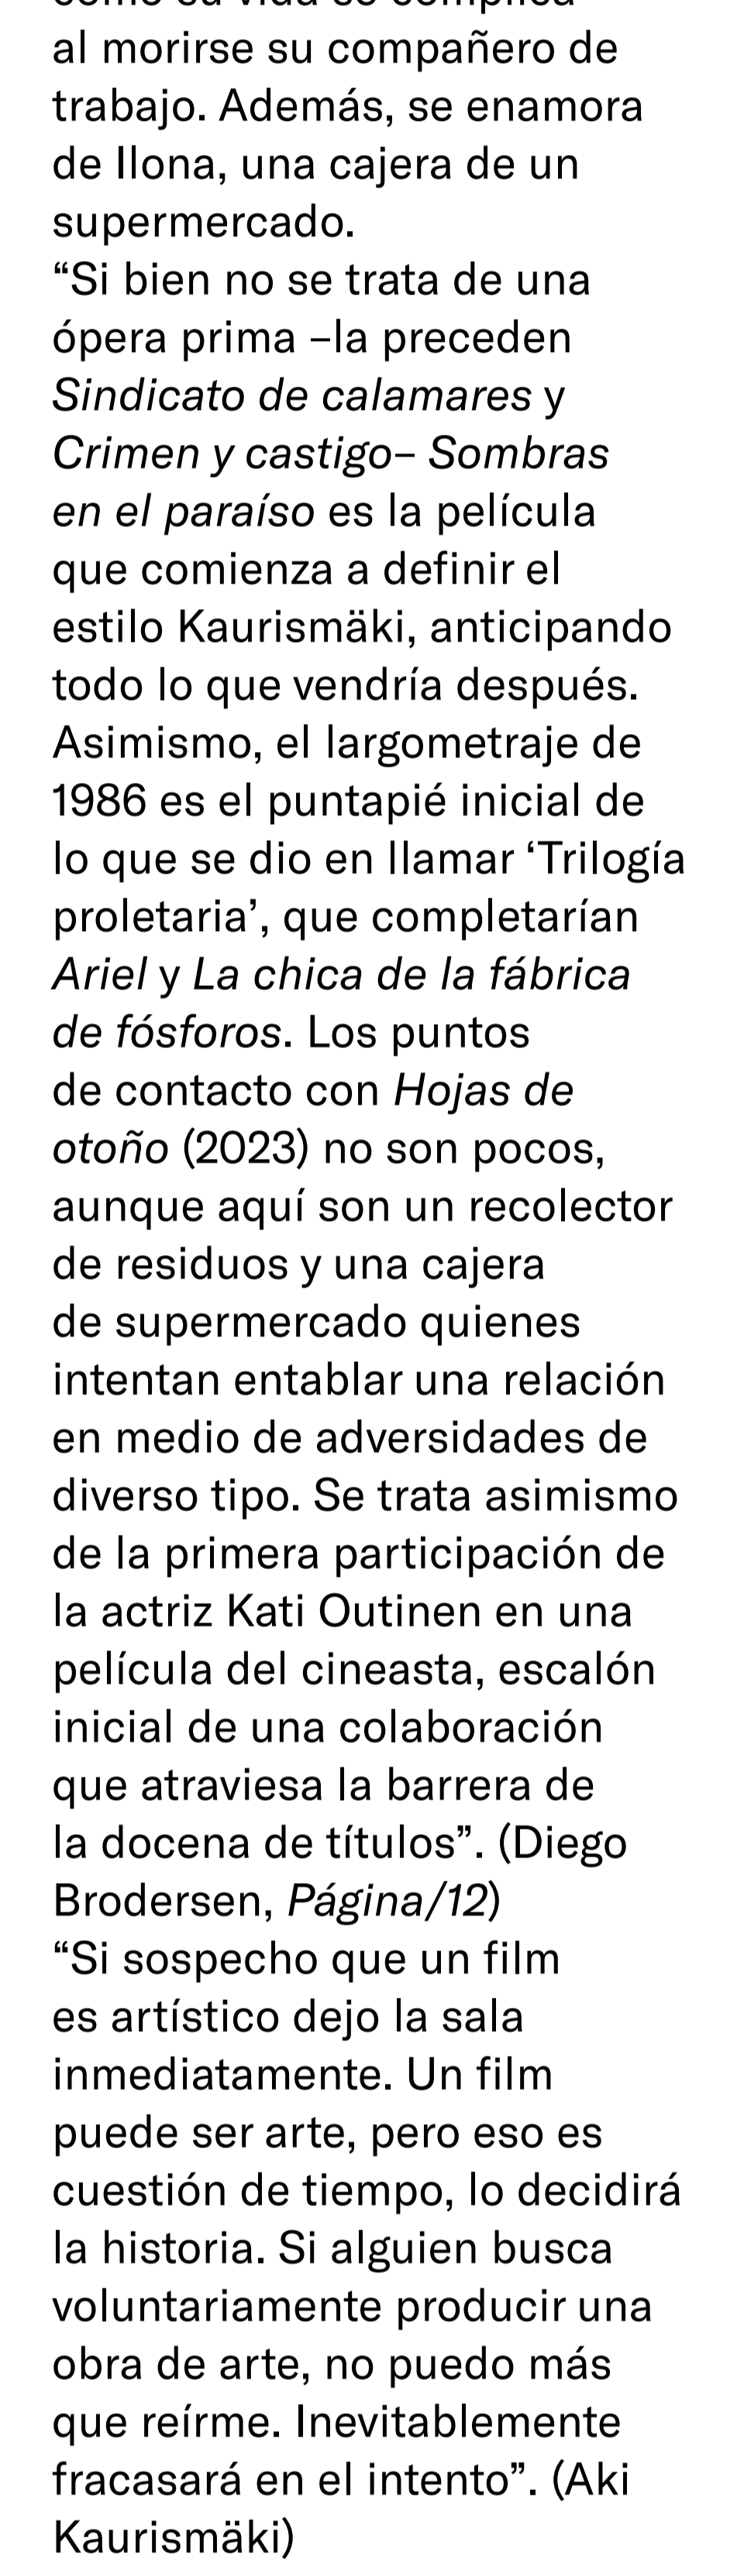 como su vida se complica
al morirse su compañero de
trabajo. Además, se enamora
de Ilona, una cajera de un
supermercado.
“Si bien no se trata de una
ópera prima –la preceden
Sindicato de calamares y
Crimen y castigo– Sombras
en el paraíso es la película
que comienza a definir el
estilo Kaurismäki, anticipando
todo lo que vendría después.
Asimismo, el largometraje de
1986 es el puntapié inicial de
lo que se dio en llamar ‘Trilogía
proletaria’, que completarían
Ariel y La chica de la fábrica
de fósforos. Los puntos
de contacto con Hojas de
otoño (2023) no son pocos,
aunque aquí son un recolector
de residuos y una cajera
de supermercado quienes
intentan entablar una relación
en medio de adversidades de
diverso tipo. Se trata asimismo
de la primera participación de
la actriz Kati Outinen en una
película del cineasta, escalón
inicial de una colaboración
que atraviesa la barrera de
la docena de títulos”. (Diego
Brodersen, Página/12)
“Si sospecho que un film
es artístico dejo la sala
inmediatamente. Un film
puede ser arte, pero eso es
cuestión de tiempo, lo decidirá
la historia. Si alguien busca
voluntariamente producir una
obra de arte, no puedo más
que reírme. Inevitablemente
fracasará en el intento”. (Aki
Kaurismäki)